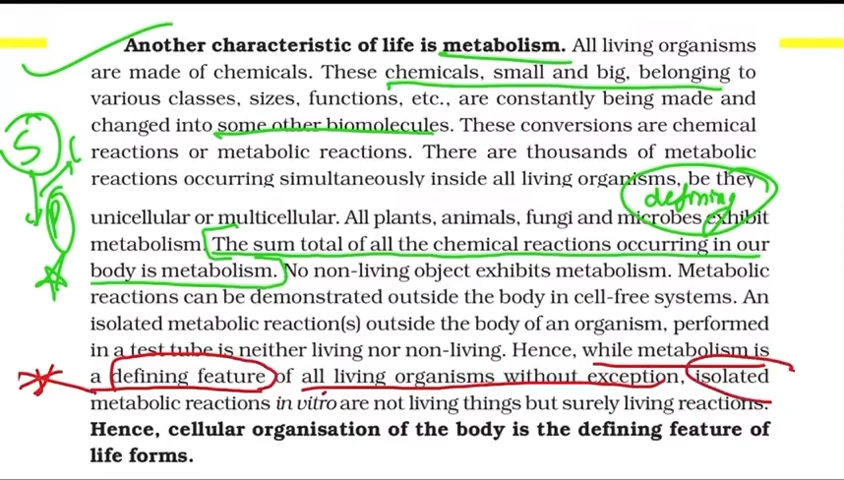 Another characteristic of life is metabolism. All living organisms
are made of chemicals. These chemicals, small and big, belonging to
various classes, sizes, functions, etc., are constantly being made and
changed into some other biomolecules. These conversions are chemical
reactions or metabolic reactions. There are thousands of metabolic
reactions occurring simultaneously inside all living organisms, be they
defining
unicellular or multicellular. All plants, animals, fungi and microbes exhibit
metabolism. The sum total of all the chemical reactions occurring in our
body is metabolism. No non-living object exhibits metabolism. Metabolic
reactions can be demonstrated outside the body in cell-free systems. An
isolated metabolic reaction(s) outside the body of an organism, performed
in a test tube is neither living nor non-living. Hence, while metabolism is
a defining feature of all living organisms without exception, isolated
metabolic reactions in vitro are not living things but surely living reactions.
Hence, cellular organisation of the body is the defining feature of
life forms.
S
P